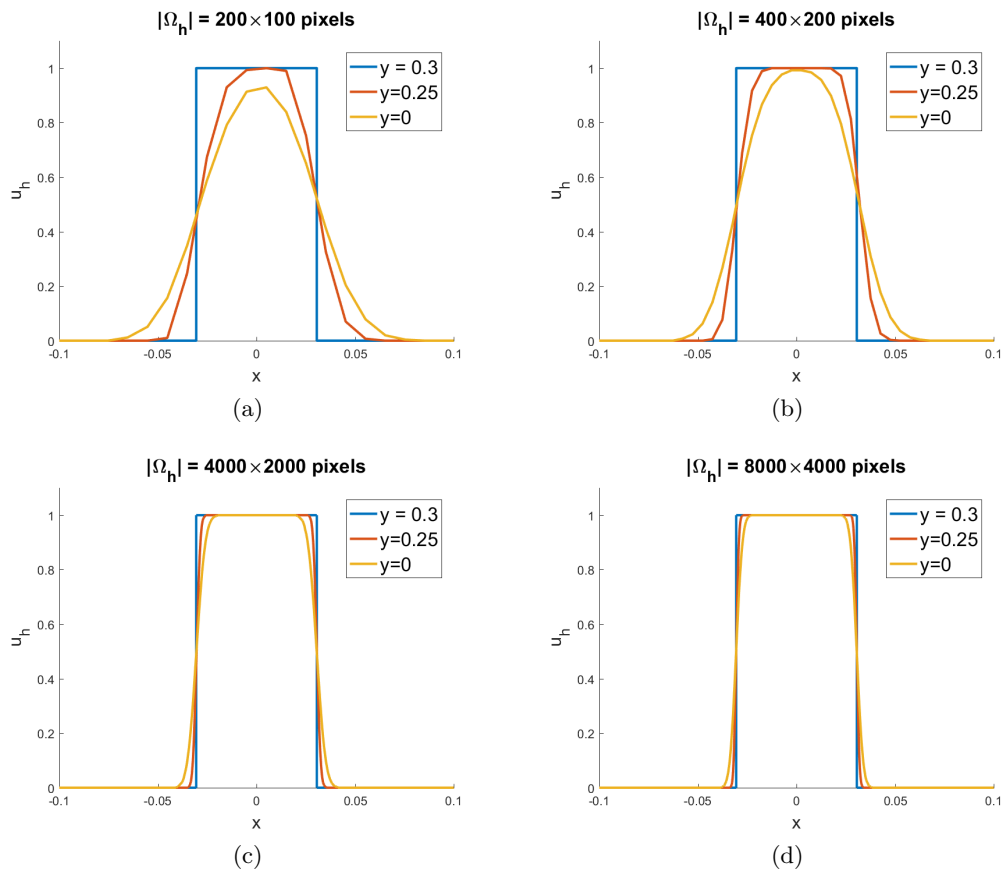 |Ω_h| = 200×100 pixels
y = 0.3
y=0.25
y=0
u_h
1
0.8
0.6
0.4
0.2
0
-0.1
-0.05
0
0.05
0.1
x
(a)
|Ω_h| = 400×200 pixels
y = 0.3
y=0.25
y=0
u_h
1
0.8
0.6
0.4
0.2
0
-0.1
-0.05
0
0.05
0.1
x
(b)
|Ω_h| = 4000×2000 pixels
y = 0.3
y=0.25
y=0
u_h
1
0.8
0.6
0.4
0.2
0
-0.1
-0.05
0
0.05
0.1
x
(c)
|Ω_h| = 8000×4000 pixels
y = 0.3
y=0.25
y=0
u_h
1
0.8
0.6
0.4
0.2
0
-0.1
-0.05
0
0.05
0.1
x
(d)